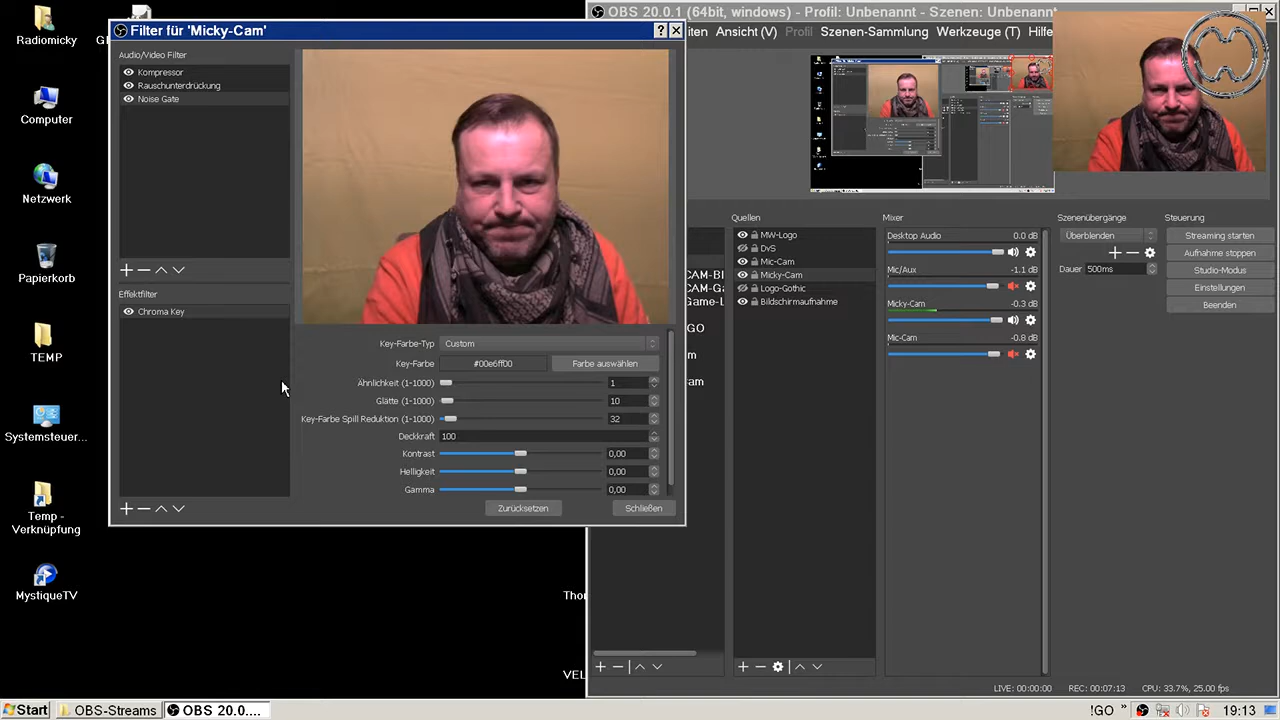 Radiomicky
Computer
Netzwerk
Papierkorb
TEMP
Systemsteuer...
Temp -
Verknüpfung
MystiqueTV
Filter für 'Micky-Cam'
Audio/Video Filter
Kompressor
Rauschunterdrückung
Noise Gate
Effektfilter
Chroma Key
Key-Farbe-Typ
Custom
Key-Farbe
#00e6ff00
Farbe auswählen
Ähnlichkeit (1-1000)
1
Glätte (1-1000)
10
Key-Farbe Spill Reduktion (1-1000)
32
Deckkraft
100
Kontrast
0,00
Helligkeit
0,00
Gamma
0,00
Zurücksetzen
Schließen
OBS 20.0.1 (64bit, windows) - Profil: Unbenannt - Szenen: Unbenannt
Ansicht (V) Profil Szenen-Sammlung Werkzeuge (T) Hilfe
Quellen
MW-Logo
DvS
Mic-Cam
Micky-Cam
Logo-Gothic
Bildschirmaufnahme
Mixer
Desktop Audio 0.0 dB
Mic/Aux -1.1 dB
Micky-Cam -0.3 dB
Mic-Cam -0.8 dB
Szenenübergänge
Überblenden
Dauer 500ms
Steuerung
Streaming starten
Aufnahme stoppen
Studio-Modus
Einstellungen
Beenden
LIVE: 00:00:00 REC: 00:07:13 CPU: 33.7%, 25.00 fps
Start
OBS-Streams
OBS 20.0....
!GO
19:13